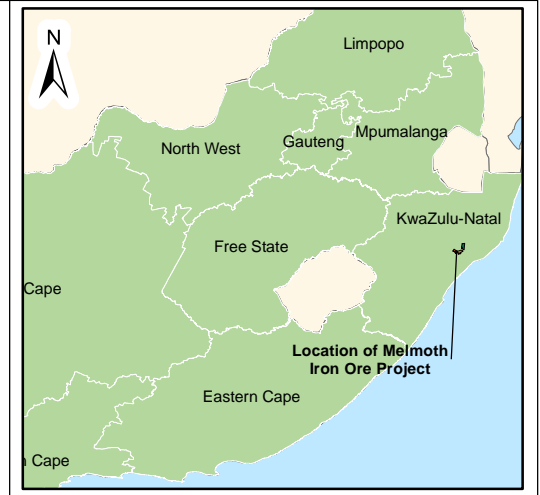 N
Limpopo
Mpumalanga
Gauteng
North West
KwaZulu-Natal
Free State
Cape
Location of Melmoth
Iron Ore Project
Eastern Cape
n Cape